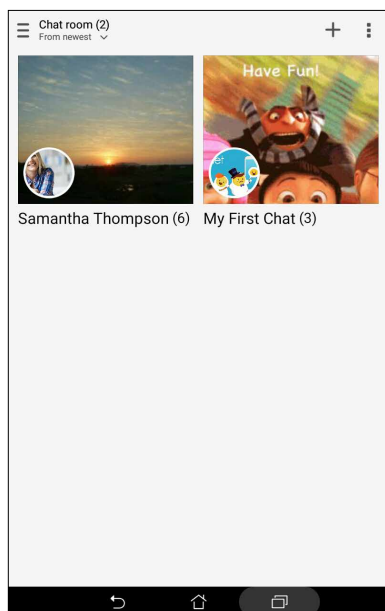 Chat room (2)
From newest
Have Fun!
Samantha Thompson (6)
My First Chat (3)